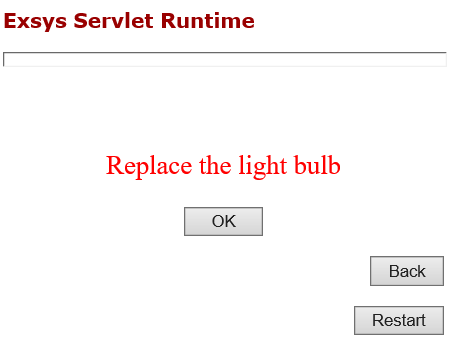 Exsys Servlet Runtime
Replace the light bulb
OK
Back
Restart